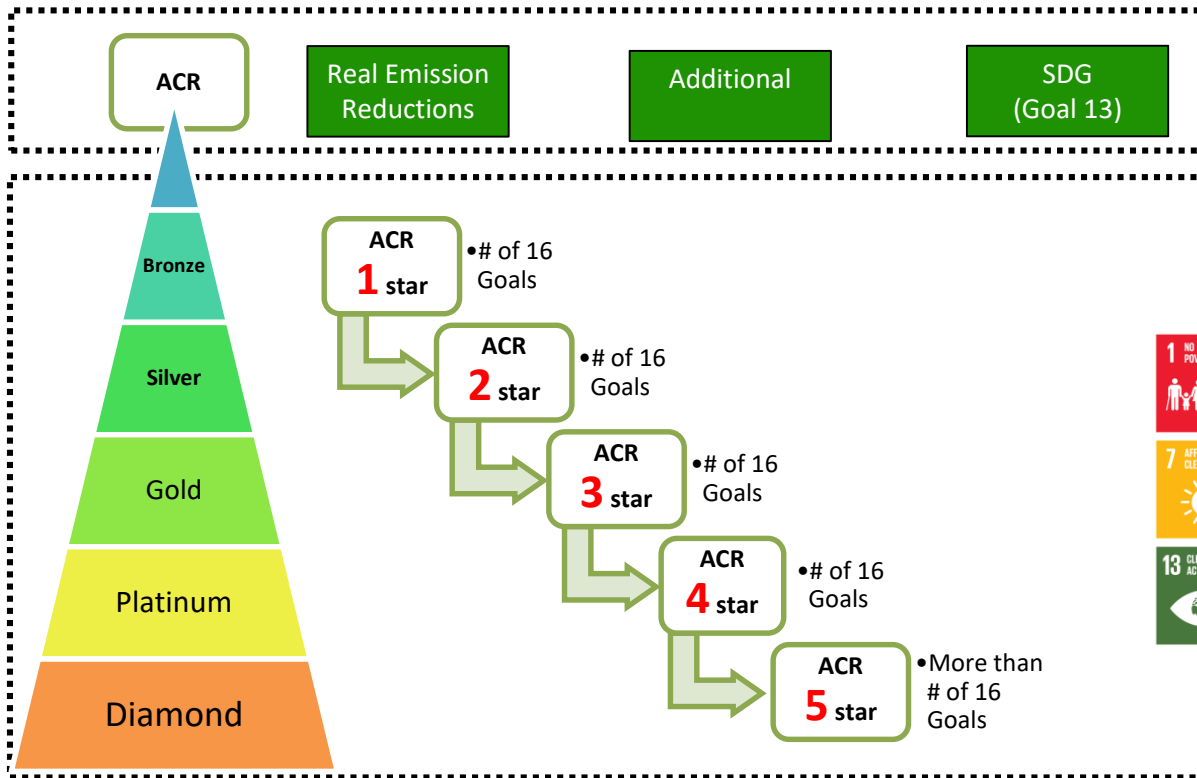 ACR
Real Emission
Reductions
Additional
SDG
(Goal 13)
Bronze
Silver
Gold
Platinum
Diamond
ACR
1 star
•# of 16
Goals
ACR
2 star
•# of 16
Goals
ACR
3 star
•# of 16
Goals
ACR
4 star
•# of 16
Goals
ACR
5 star
•More than
# of 16
Goals
1 NO
7
13